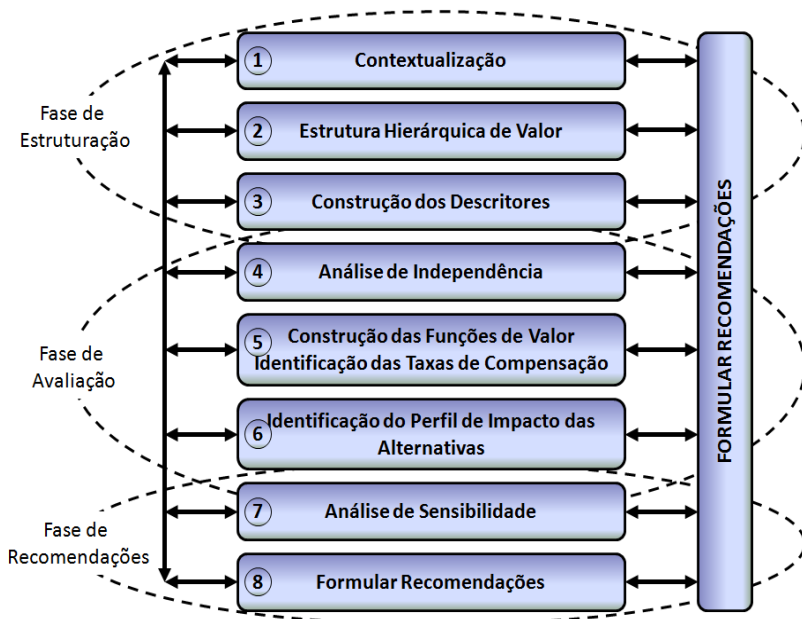 1 Contextualização
Fase de
Estruturação
2 Estrutura Hierárquica de Valor
3 Construção dos Descritores
4 Análise de Independência
Fase de
Avaliação
5 Construção das Funções de Valor
Identificação das Taxas de Compensação
6 Identificação do Perfil de Impacto das
Alternativas
Fase de
Recomendações
7 Análise de Sensibilidade
8 Formular Recomendações
FORMULAR RECOMENDAÇÕES